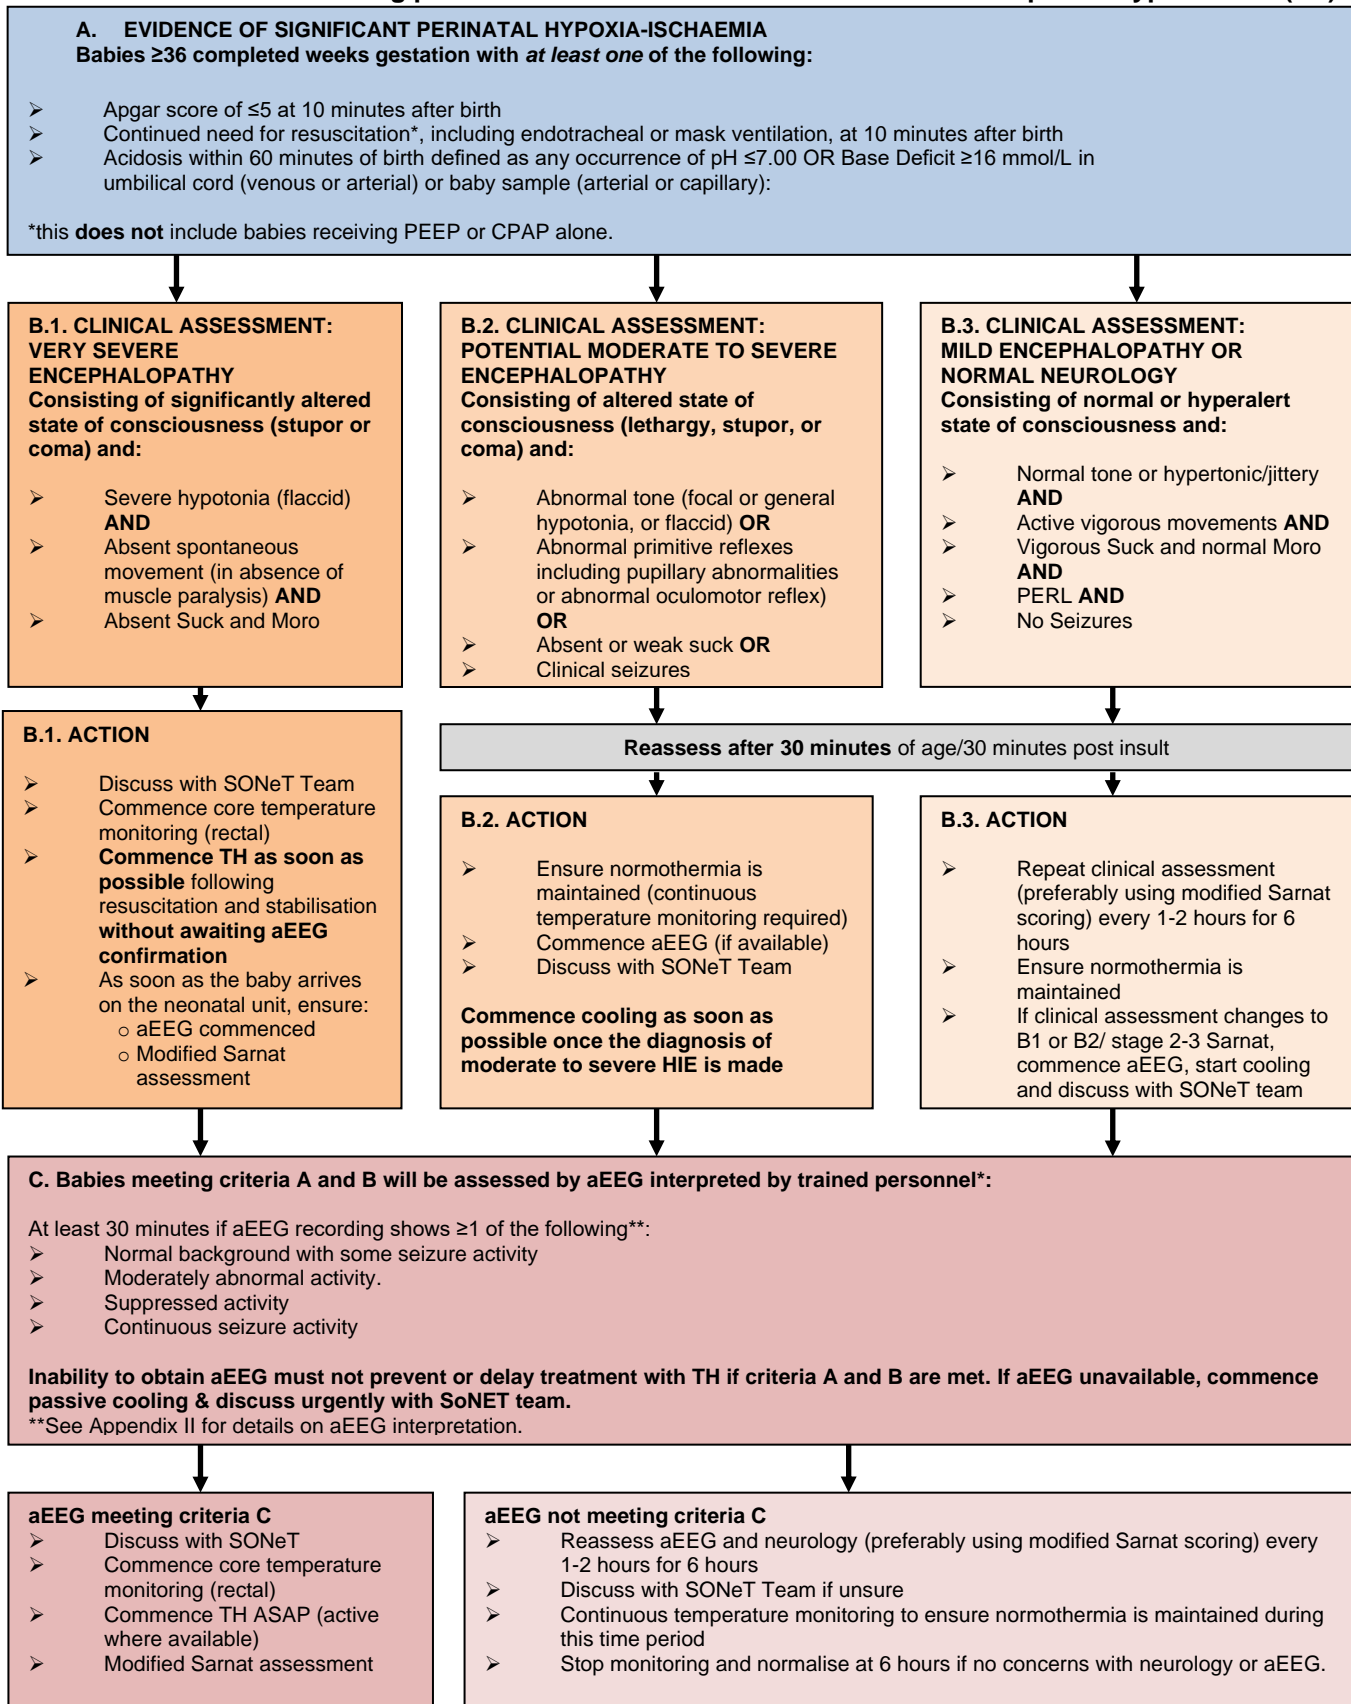 A. EVIDENCE OF SIGNIFICANT PERINATAL HYPOXIA-ISCHAEMIA
Babies ≥36 completed weeks gestation with at least one of the following:
➢ Apgar score of ≤5 at 10 minutes after birth
➢ Continued need for resuscitation*, including endotracheal or mask ventilation, at 10 minutes after birth
➢ Acidosis within 60 minutes of birth defined as any occurrence of pH ≤7.00 OR Base Deficit ≥16 mmol/L in
umbilical cord (venous or arterial) or baby sample (arterial or capillary):
*this does not include babies receiving PEEP or CPAP alone.
B.1. CLINICAL ASSESSMENT:
VERY SEVERE
ENCEPHALOPATHY
Consisting of significantly altered
state of consciousness (stupor or
coma) and:
➢ Severe hypotonia (flaccid)
AND
➢ Absent spontaneous
movement (in absence of
muscle paralysis) AND
➢ Absent Suck and Moro
B.2. CLINICAL ASSESSMENT:
POTENTIAL MODERATE TO SEVERE
ENCEPHALOPATHY
Consisting of altered state of
consciousness (lethargy, stupor, or
coma) and:
➢ Abnormal tone (focal or general
hypotonia, or flaccid) OR
➢ Abnormal primitive reflexes
including pupillary abnormalities
or abnormal oculomotor reflex)
OR
➢ Absent or weak suck OR
➢ Clinical seizures
B.3. CLINICAL ASSESSMENT:
MILD ENCEPHALOPATHY OR
NORMAL NEUROLOGY
Consisting of normal or hyperalert
state of consciousness and:
➢ Normal tone or hypertonic/jittery
AND
➢ Active vigorous movements AND
➢ Vigorous Suck and normal Moro
AND
➢ PERL AND
➢ No Seizures
B.1. ACTION
➢ Discuss with SONeT Team
➢ Commence core temperature
monitoring (rectal)
➢ Commence TH as soon as
possible following
resuscitation and stabilisation
without awaiting aEEG
confirmation
➢ As soon as the baby arrives
on the neonatal unit, ensure:
o aEEG commenced
o Modified Sarnat
assessment
Reassess after 30 minutes of age/30 minutes post insult
B.2. ACTION
➢ Ensure normothermia is
maintained (continuous
temperature monitoring required)
➢ Commence aEEG (if available)
➢ Discuss with SONeT Team
Commence cooling as soon as
possible once the diagnosis of
moderate to severe HIE is made
B.3. ACTION
➢ Repeat clinical assessment
(preferably using modified Sarnat
scoring) every 1-2 hours for 6
hours
➢ Ensure normothermia is
maintained
➢ If clinical assessment changes to
B1 or B2/ stage 2-3 Sarnat,
commence aEEG, start cooling
and discuss with SONeT team
C. Babies meeting criteria A and B will be assessed by aEEG interpreted by trained personnel*:
At least 30 minutes if aEEG recording shows ≥1 of the following**:
➢ Normal background with some seizure activity
➢ Moderately abnormal activity.
➢ Suppressed activity
➢ Continuous seizure activity
Inability to obtain aEEG must not prevent or delay treatment with TH if criteria A and B are met. If aEEG unavailable, commence
passive cooling & discuss urgently with SoNET team.
**See Appendix II for details on aEEG interpretation.
aEEG meeting criteria C
➢ Discuss with SONeT
➢ Commence core temperature
monitoring (rectal)
➢ Commence TH ASAP (active
where available)
➢ Modified Sarnat assessment
aEEG not meeting criteria C
➢ Reassess aEEG and neurology (preferably using modified Sarnat scoring) every
1-2 hours for 6 hours
➢ Discuss with SONeT Team if unsure
➢ Continuous temperature monitoring to ensure normothermia is maintained during
this time period
➢ Stop monitoring and normalise at 6 hours if no concerns with neurology or aEEG.